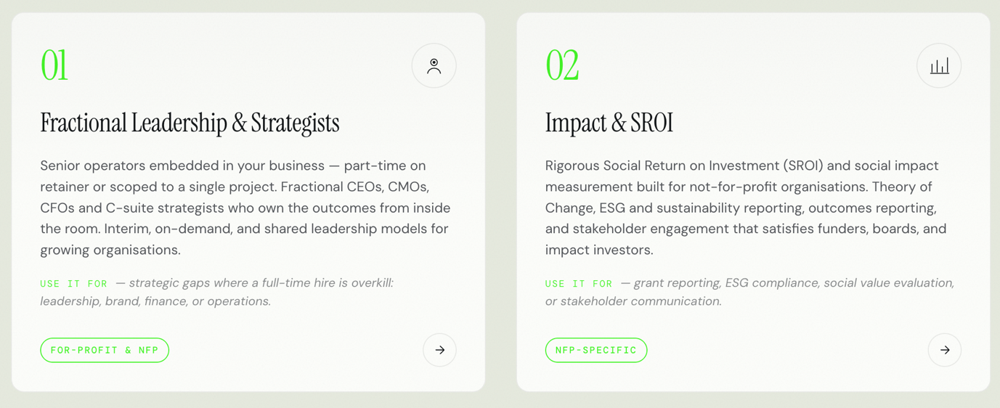 01
Fractional Leadership & Strategists
Senior operators embedded in your business — part-time on
retainer or scoped to a single project. Fractional CEOs, CMOs,
CFOs and C-suite strategists who own the outcomes from inside
the room. Interim, on-demand, and shared leadership models for
growing organisations.
USE IT FOR — strategic gaps where a full-time hire is overkill:
leadership, brand, finance, or operations.
FOR-PROFIT & NFP
02
Impact & SROI
Rigorous Social Return on Investment (SROI) and social impact
measurement built for not-for-profit organisations. Theory of
Change, ESG and sustainability reporting, outcomes reporting,
and stakeholder engagement that satisfies funders, boards, and
impact investors.
USE IT FOR — grant reporting, ESG compliance, social value evaluation,
or stakeholder communication.
NFP-SPECIFIC